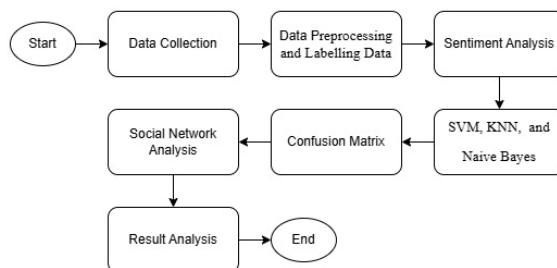 Start
Data Collection
Data Preprocessing
and Labelling Data
Sentiment Analysis
SVM, KNN, and
Naive Bayes
Confusion Matrix
Social Network
Analysis
Result Analysis
End